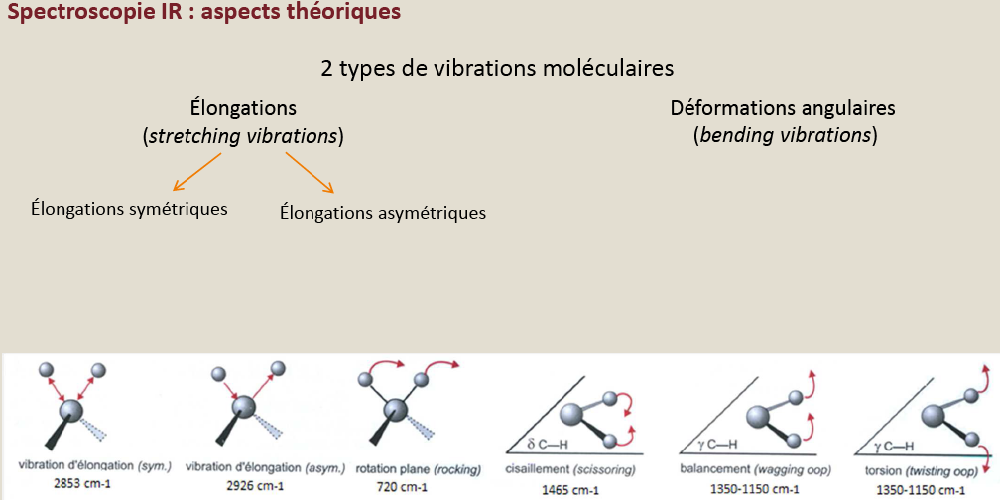 Spectroscopie IR : aspects théoriques
2 types de vibrations moléculaires
Élongations
(stretching vibrations)
Déformations angulaires
(bending vibrations)
Élongations symétriques
Élongations asymétriques
δ C—H
γ C—H
γ C—H
vibration d'élongation (sym.)
2853 cm-1
vibration d'élongation (asym.)
2926 cm-1
rotation plane (rocking)
720 cm-1
cisaillement (scissoring)
1465 cm-1
balancement (wagging oop)
1350-1150 cm-1
torsion (twisting oop)
1350-1150 cm-1